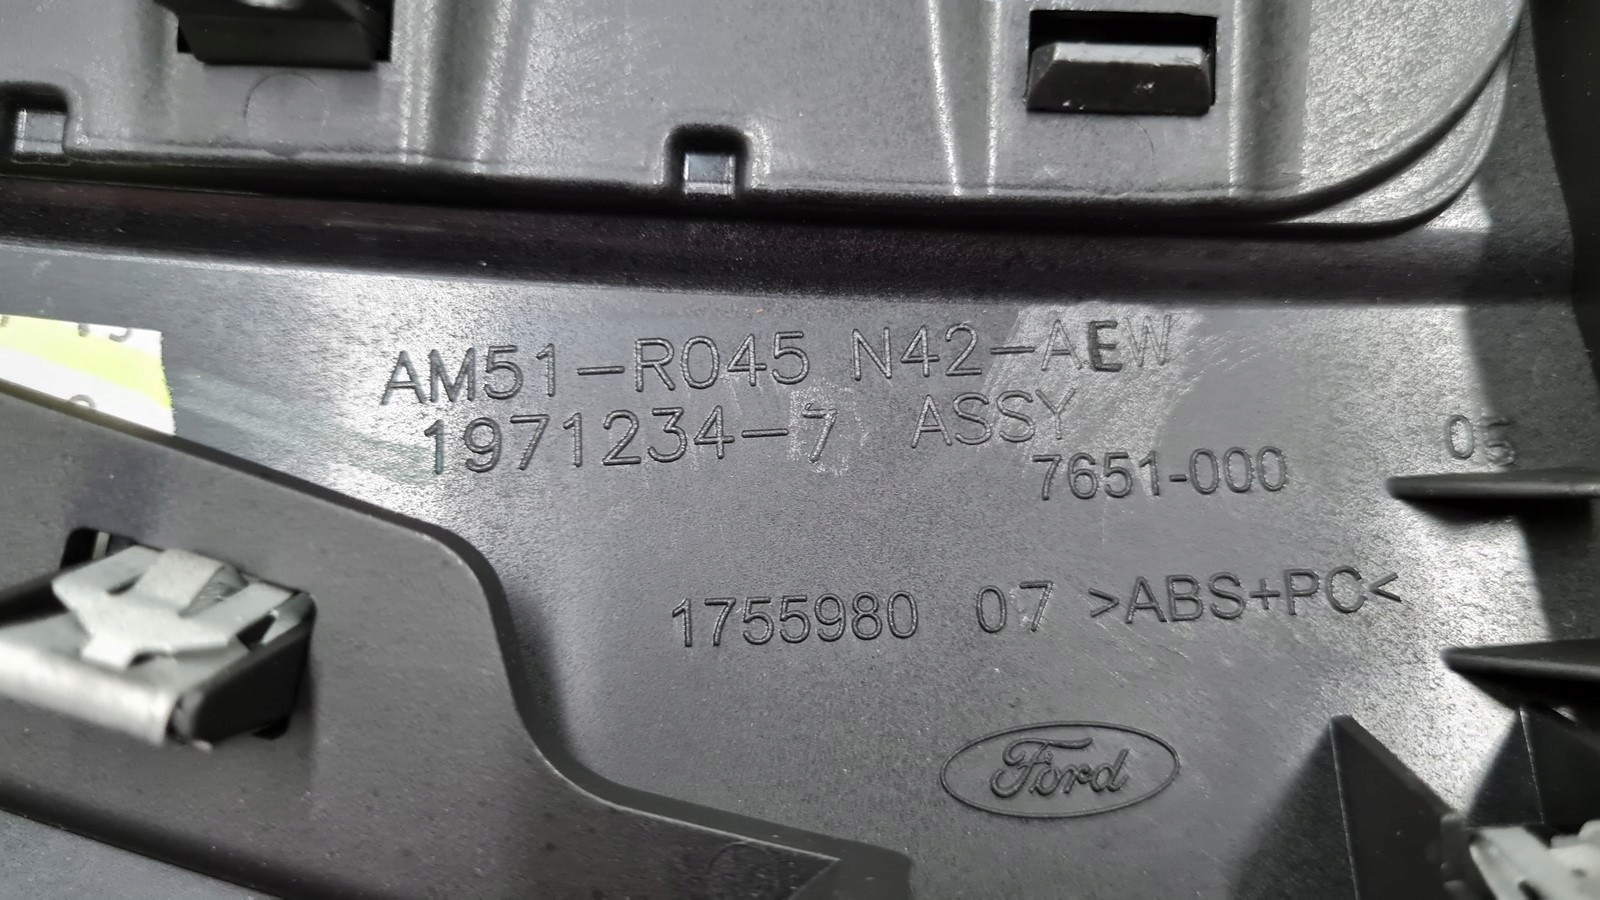 AM51-R045 N42-AEW
1971234-7 ASSY
7651-000
05
1755980 07 >ABS+PC<
Ford